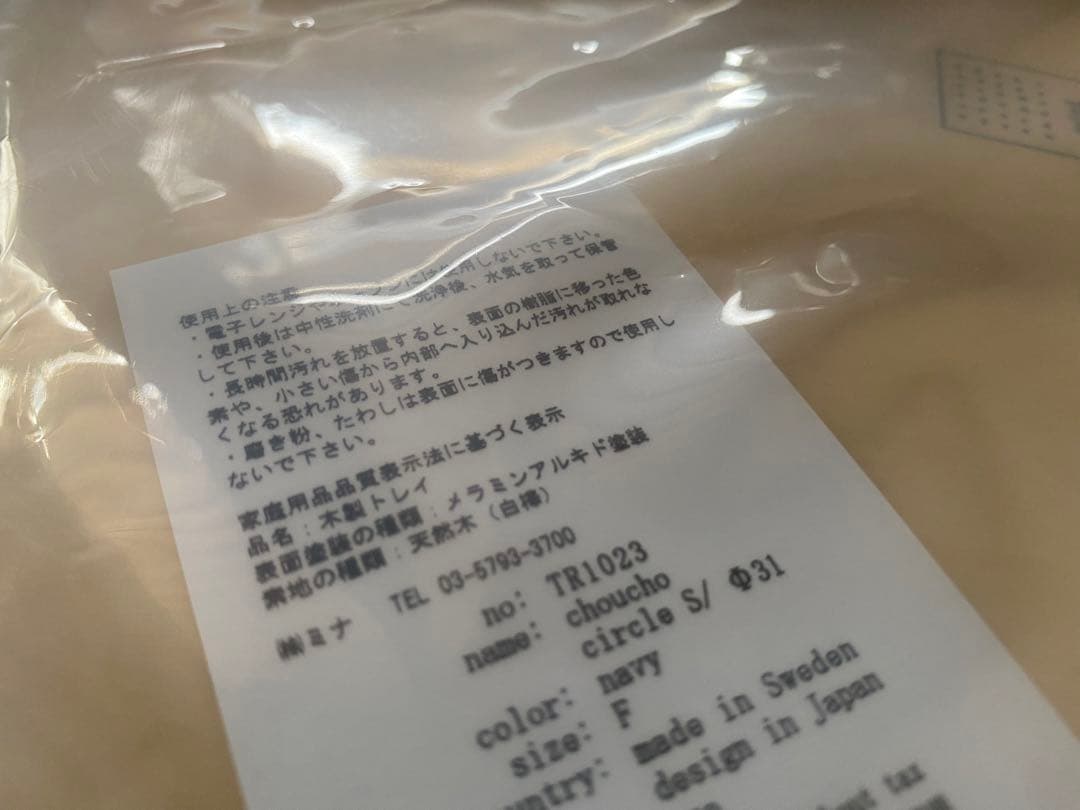 使用上の注意
・電子レンジやオーブンには使用しないで下さい。
・使用後は中性洗剤にて洗浄後、水気を取って保管
して下さい。
・長時間汚れを放置すると、表面の樹脂に移った色
素や、小さい傷から内部へ入り込んだ汚れが取れな
くなる恐れがあります。
・磨き粉、たわしは表面に傷がつきますので使用し
ないで下さい。
家庭用品品質表示法に基づく表示
品名：木製トレイ
表面塗装の種類：メラミンアルキド塗装
素地の種類：天然木（白樺）
㈱ミナ TEL 03-5793-3700
no: TR1023
name: choucho
circle S/ Φ31
color: navy
size: F
untry: made in Sweden
design in Japan
tax